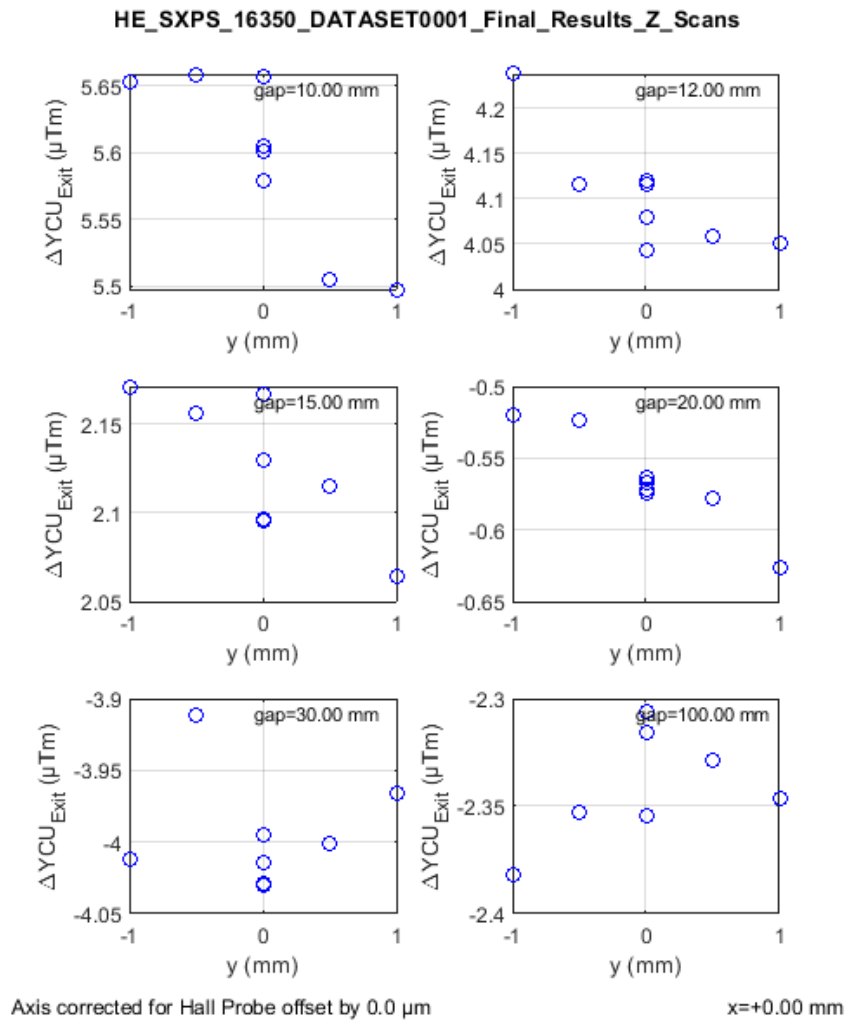 HE_SXPS_16350_DATASET0001_Final_Results_Z_Scans
gap=10.00 mm
5.65
5.6
5.55
5.5
ΔYCU_Exit (µTm)
-1 0 1
y (mm)
gap=12.00 mm
4.2
4.15
4.1
4.05
4
ΔYCU_Exit (µTm)
-1 0 1
y (mm)
gap=15.00 mm
2.15
2.1
2.05
ΔYCU_Exit (µTm)
-1 0 1
y (mm)
gap=20.00 mm
-0.5
-0.55
-0.6
-0.65
ΔYCU_Exit (µTm)
-1 0 1
y (mm)
gap=30.00 mm
-3.9
-3.95
-4
-4.05
ΔYCU_Exit (µTm)
-1 0 1
y (mm)
gap=100.00 mm
-2.3
-2.35
-2.4
ΔYCU_Exit (µTm)
-1 0 1
y (mm)
Axis corrected for Hall Probe offset by 0.0 µm
x=+0.00 mm